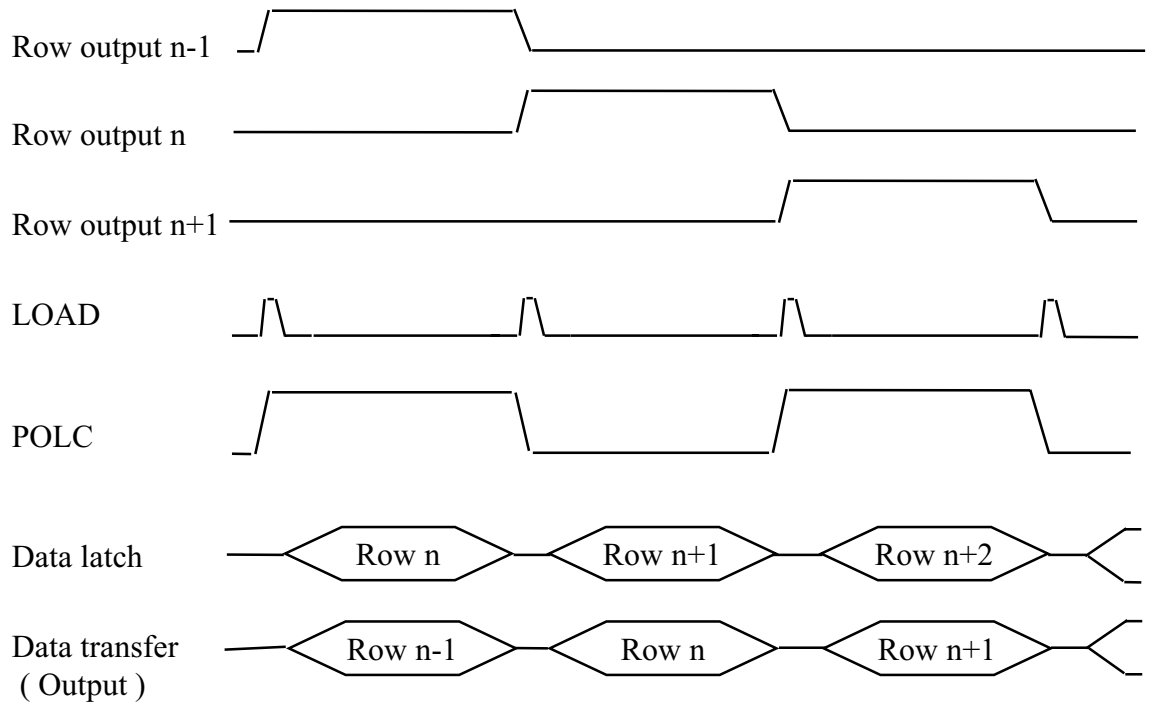 Row output n-1
Row output n
Row output n+1
LOAD
POLC
Data latch
Row n
Row n+1
Row n+2
Data transfer
( Output )
Row n-1
Row n
Row n+1